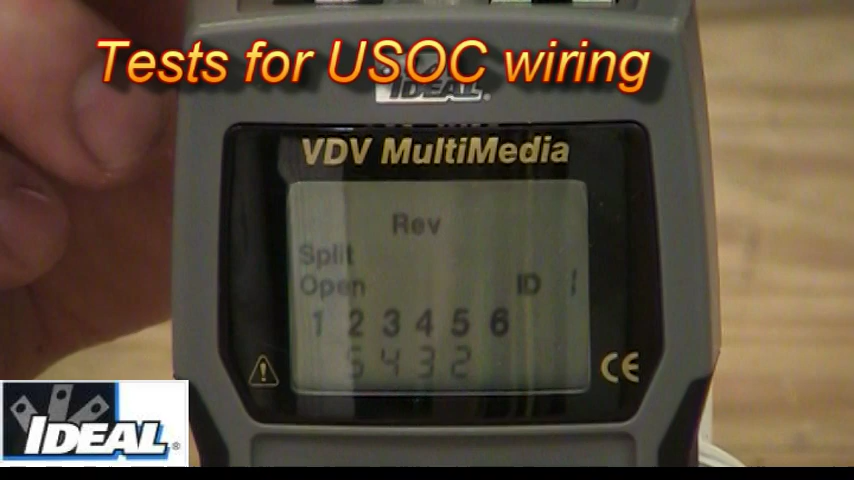 Tests for USOC wiring
IDEAL®
VDV MultiMedia
Rev
Split
Open ID 1
1 2 3 4 5 6
5 4 3 2
CE
IDEAL®